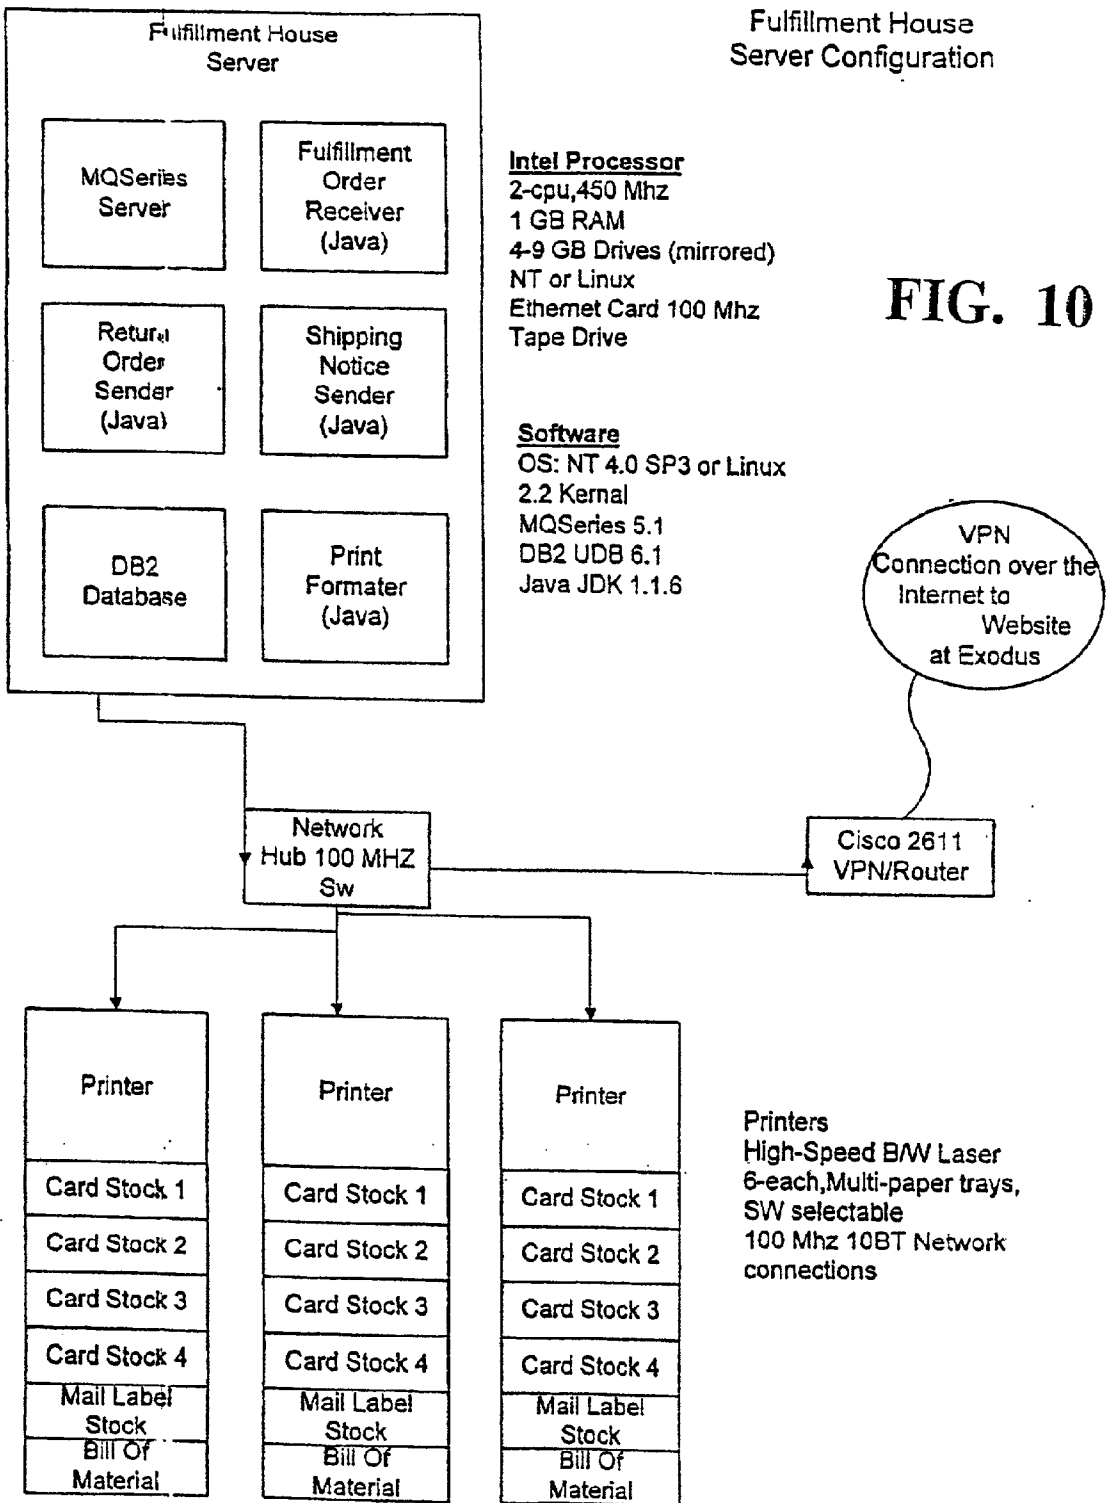 Fulfillment House
Server Configuration
Fulfillment House
Server
MQSeries
Server
Fulfillment
Order
Receiver
(Java)
Return
Order
Sender
(Java)
Shipping
Notice
Sender
(Java)
DB2
Database
Print
Formater
(Java)
Intel Processor
2-cpu,450 Mhz
1 GB RAM
4-9 GB Drives (mirrored)
NT or Linux
Ethernet Card 100 Mhz
Tape Drive
FIG. 10
Software
OS: NT 4.0 SP3 or Linux
2.2 Kernal
MQSeries 5.1
DB2 UDB 6.1
Java JDK 1.1.6
VPN
Connection over the
Internet to
Website
at Exodus
Network
Hub 100 MHZ
Sw
Cisco 2611
VPN/Router
Printer
Card Stock 1
Card Stock 2
Card Stock 3
Card Stock 4
Mail Label
Stock
Bill Of
Material
Printer
Card Stock 1
Card Stock 2
Card Stock 3
Card Stock 4
Mail Label
Stock
Bill Of
Material
Printer
Card Stock 1
Card Stock 2
Card Stock 3
Card Stock 4
Mail Label
Stock
Bill Of
Material
Printers
High-Speed B/W Laser
6-each,Multi-paper trays,
SW selectable
100 Mhz 10BT Network
connections